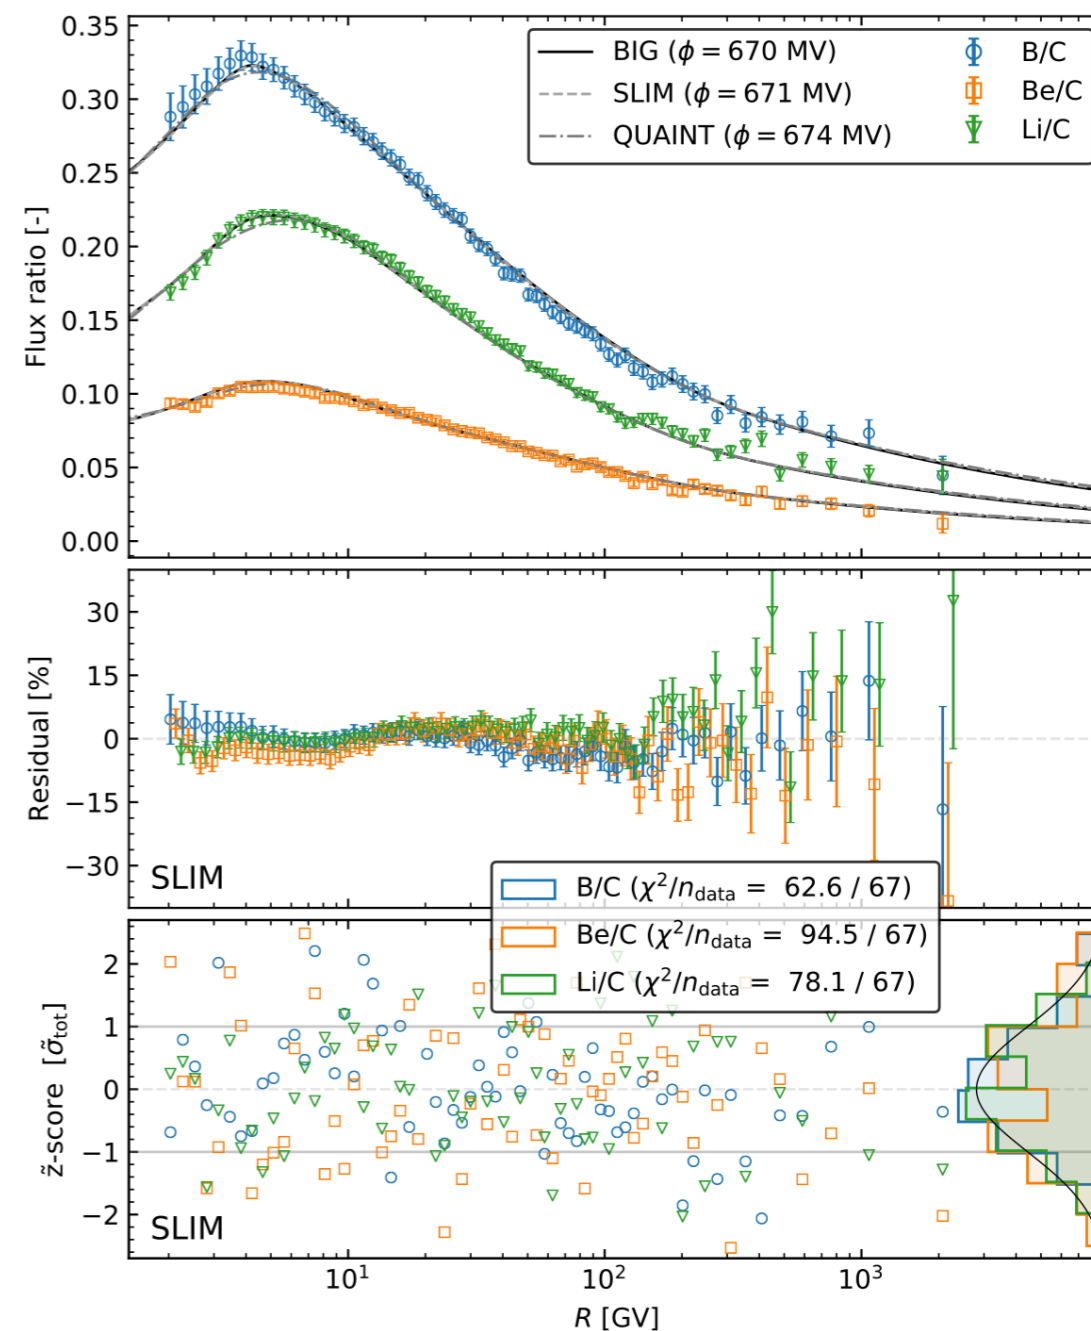 0.35
0.30
0.25
0.20
0.15
0.10
0.05
0.00
Flux ratio [-]
BIG (ϕ = 670 MV)
SLIM (ϕ = 671 MV)
QUAINT (ϕ = 674 MV)
B/C
Be/C
Li/C
30
15
0
−15
−30
Residual [%]
SLIM
B/C (χ²/n_data = 62.6 / 67)
Be/C (χ²/n_data = 94.5 / 67)
Li/C (χ²/n_data = 78.1 / 67)
2
1
0
−1
−2
z̃-score [σ̃_tot.]
SLIM
10¹
10²
10³
R [GV]